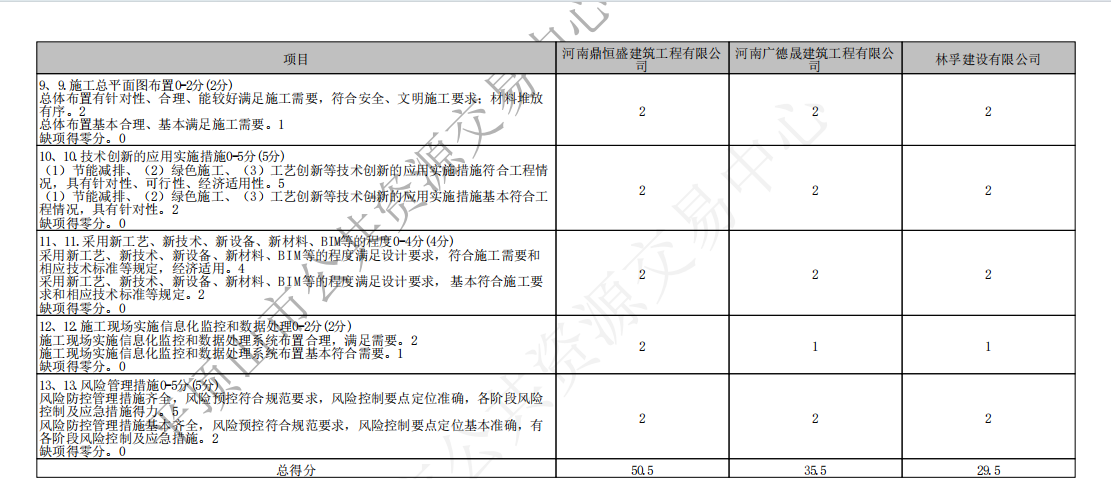 项目
河南鼎恒盛建筑工程有限公
司
河南广德晟建筑工程有限公
司
林孚建设有限公司
9、9.施工总平面图布置0-2分(2分)
总体布置有针对性、合理、能较好满足施工需要，符合安全、文明施工要求；材料堆放
有序。2
总体布置基本合理、基本满足施工需要。1
缺项得零分。0
2
2
2
10、10.技术创新的应用实施措施0-5分(5分)
（1）节能减排、（2）绿色施工、（3）工艺创新等技术创新的应用实施措施符合工程情
况，具有针对性、可行性、经济适用性。5
（1）节能减排、（2）绿色施工、（3）工艺创新等技术创新的应用实施措施基本符合工
程情况，具有针对性。2
缺项得零分。0
2
2
2
11、11.采用新工艺、新技术、新设备、新材料、BIM等的程度0-4分(4分)
采用新工艺、新技术、新设备、新材料、BIM等的程度满足设计要求，符合施工需要和
相应技术标准等规定，经济适用。4
采用新工艺、新技术、新设备、新材料、BIM等的程度满足设计要求， 基本符合施工要
求和相应技术标准等规定。2
缺项得零分。0
2
2
2
12、12.施工现场实施信息化监控和数据处理0-2分(2分)
施工现场实施信息化监控和数据处理系统布置合理，满足需要。2
施工现场实施信息化监控和数据处理系统布置基本符合需要。1
缺项得零分。0
2
1
1
13、13.风险管理措施0-5分(5分)
风险防控管理措施齐全，风险预控符合规范要求，风险控制要点定位准确，各阶段风险
控制及应急措施得力。5
风险防控管理措施基本齐全，风险预控符合规范要求，风险控制要点定位基本准确，有
各阶段风险控制及应急措施。2
缺项得零分。0
2
2
2
总得分
50.5
35.5
29.5
平顶山市公共资源交易中心
公共资源交易中心